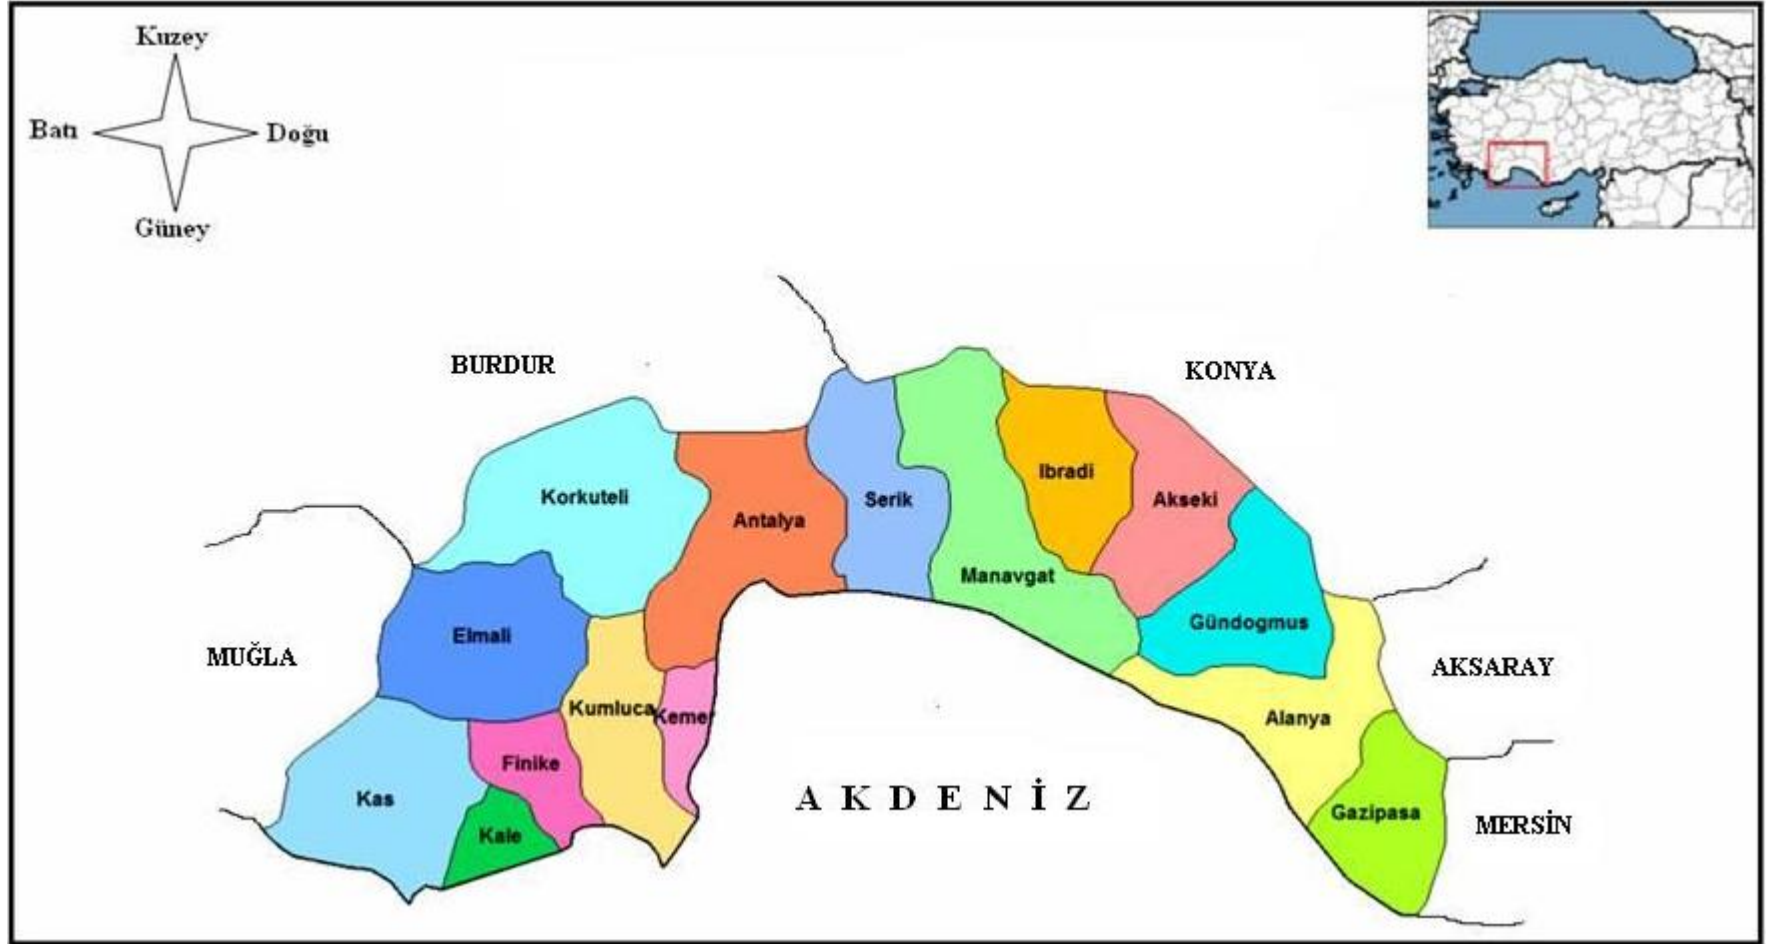 Kuzey
Batı
Doğu
Güney
BURDUR
KONYA
Korkuteli
Antalya
Serik
Manavgat
Ibradi
Akseki
Gündogmus
Elmali
MUĞLA
AKSARAY
Kumluca
Kemer
Alanya
Finike
Kas
Kale
AKDENİZ
Gazipasa
MERSİN